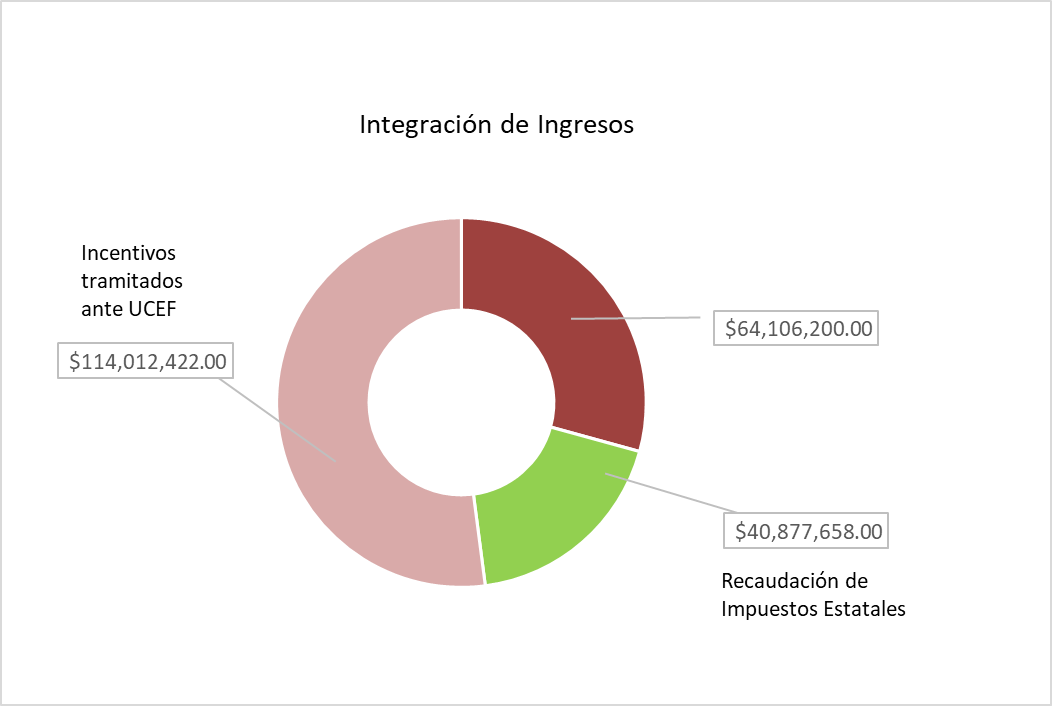 Integración de Ingresos
Incentivos
tramitados
ante UCEF
$114,012,422.00
$64,106,200.00
$40,877,658.00
Recaudación de
Impuestos Estatales